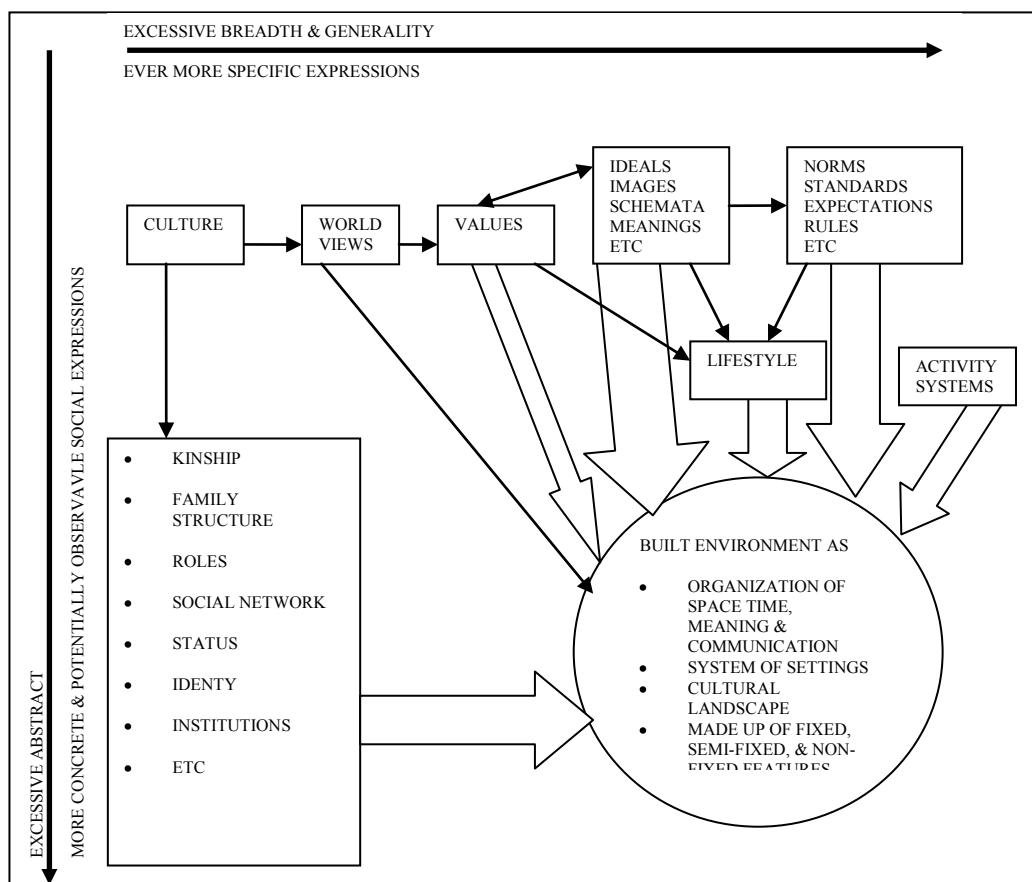 EXCESSIVE BREADTH & GENERALITY
EVER MORE SPECIFIC EXPRESSIONS
EXCESSIVE ABSTRACT
MORE CONCRETE & POTENTIALLY OBSERVAVLE SOCIAL EXPRESSIONS
CULTURE
WORLD
VIEWS
VALUES
IDEALS
IMAGES
SCHEMATA
MEANINGS
ETC
NORMS
STANDARDS
EXPECTATIONS
RULES
ETC
LIFESTYLE
ACTIVITY
SYSTEMS
• KINSHIP
• FAMILY
STRUCTURE
• ROLES
• SOCIAL NETWORK
• STATUS
• IDENTY
• INSTITUTIONS
• ETC
BUILT ENVIRONMENT AS
• ORGANIZATION OF
SPACE TIME,
MEANING &
COMMUNICATION
• SYSTEM OF SETTINGS
• CULTURAL
LANDSCAPE
• MADE UP OF FIXED,
SEMI-FIXED, & NON-
FIXED FEATURES